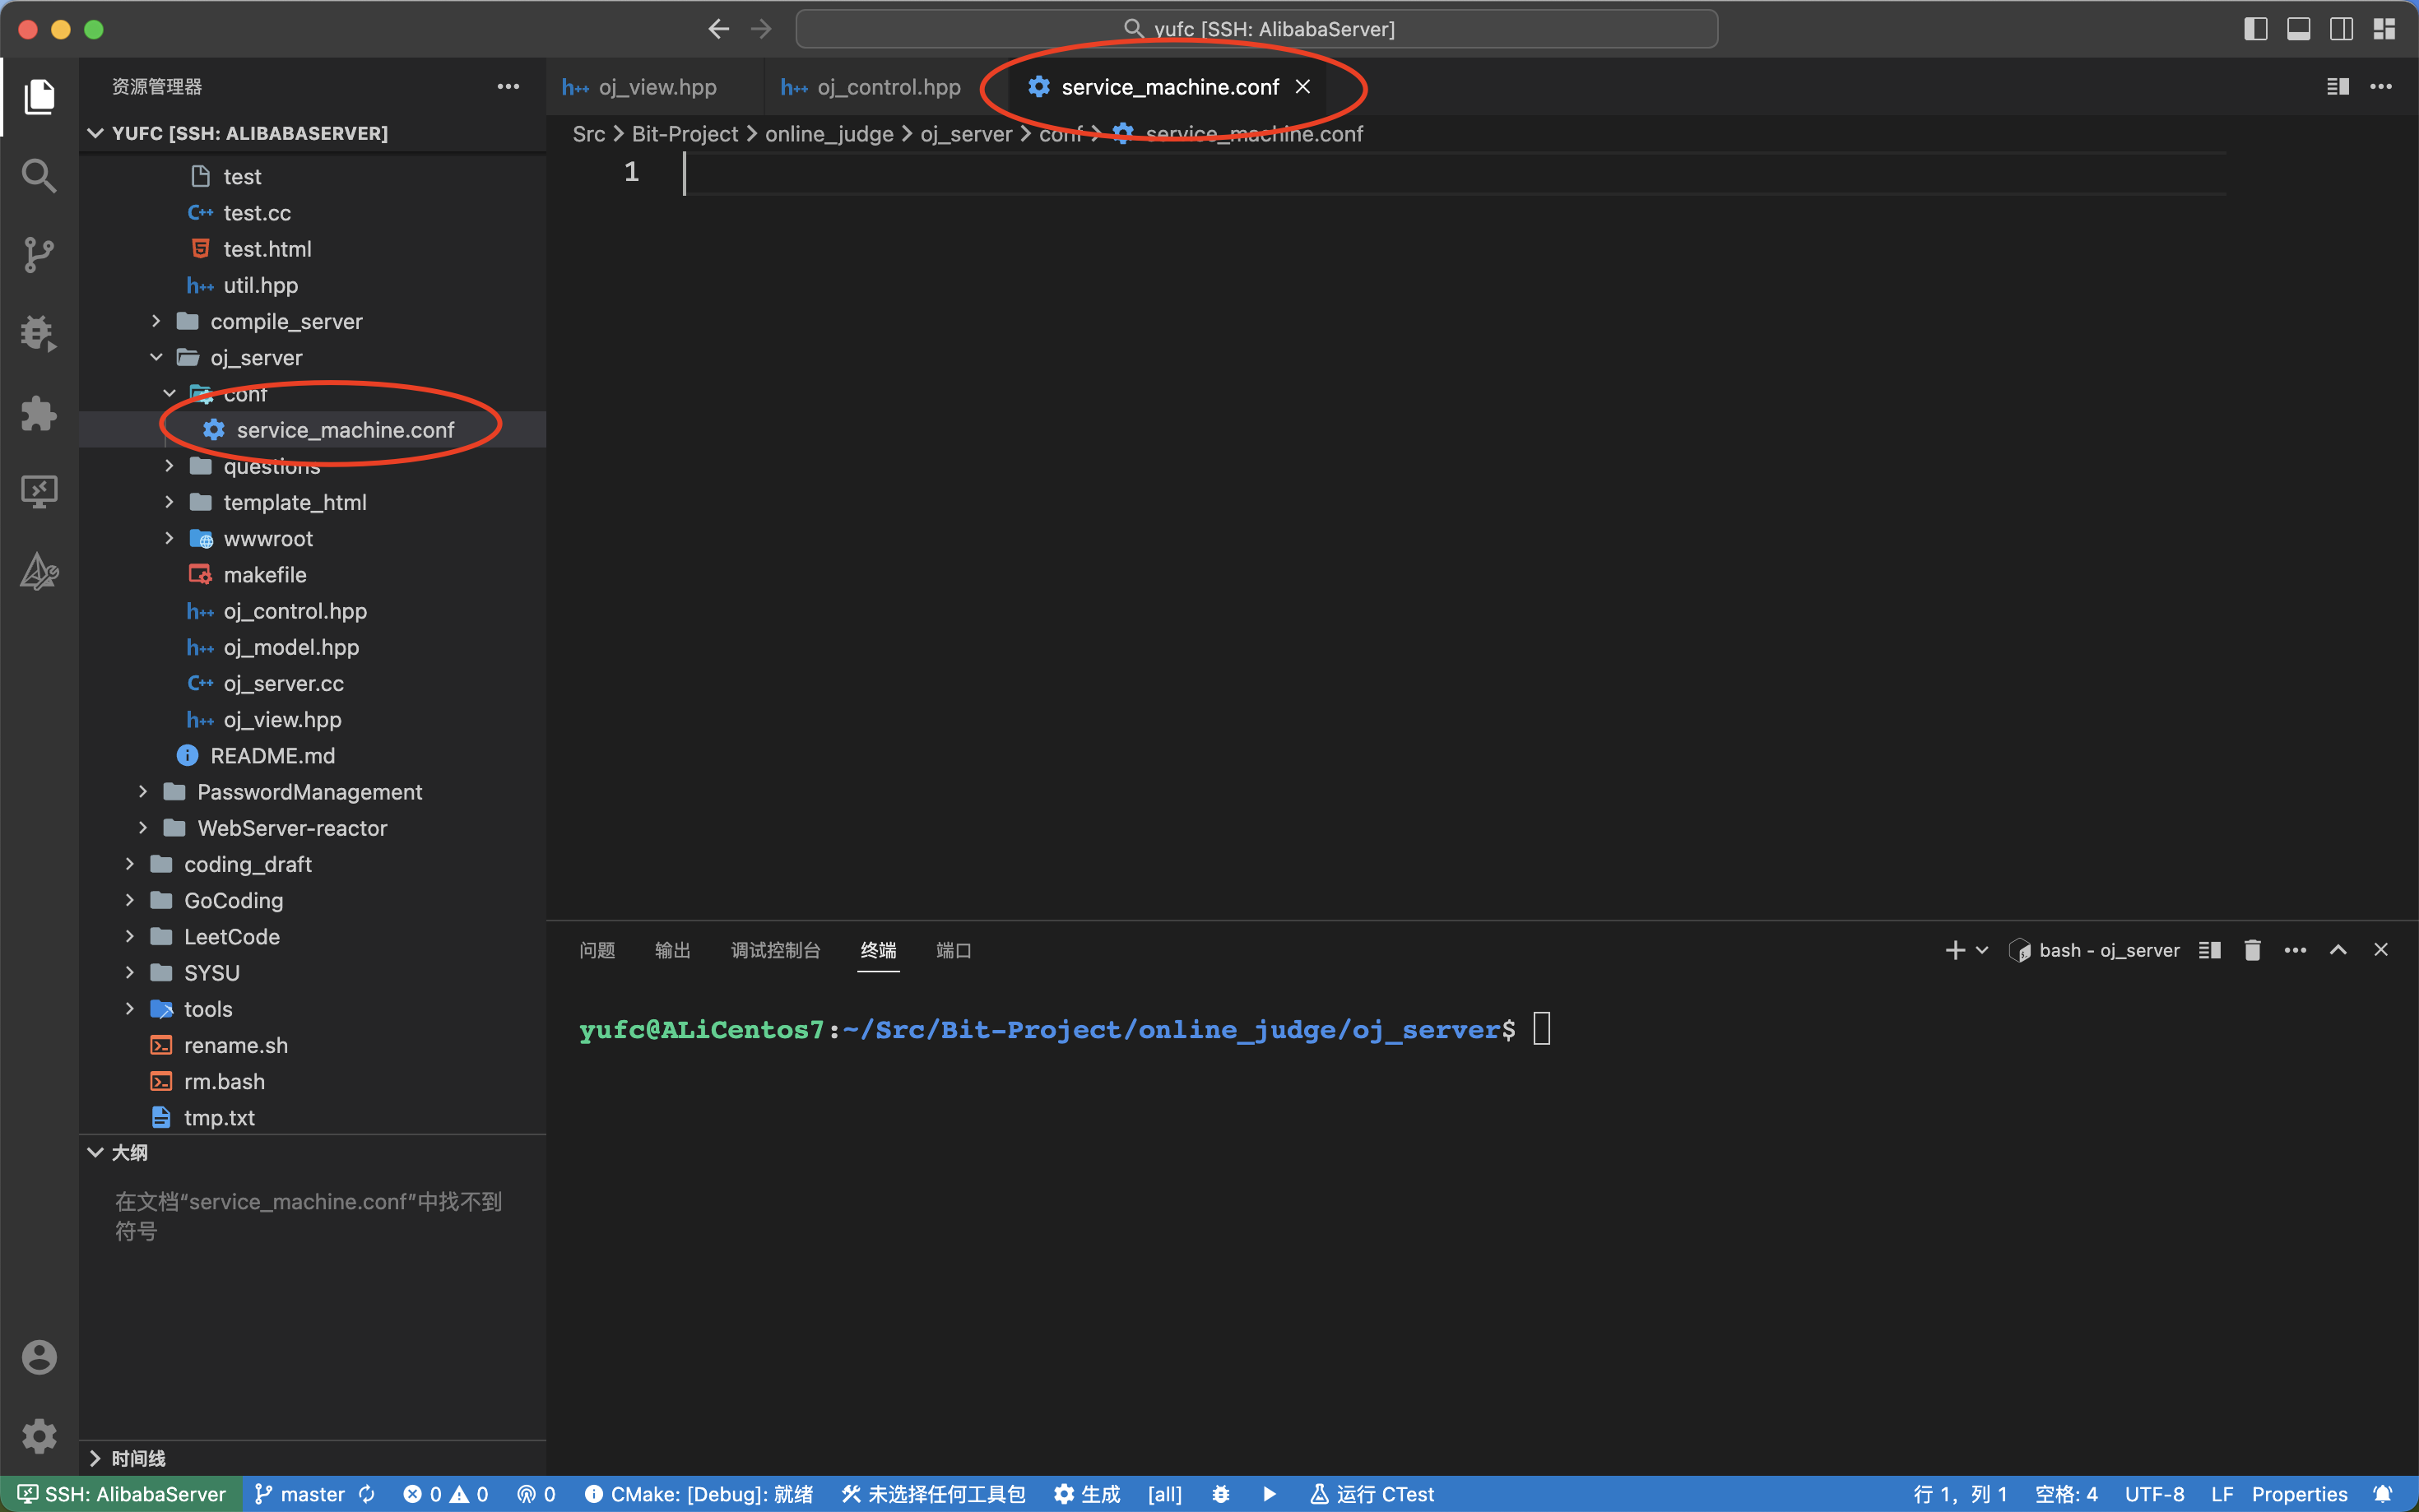 yufc [SSH: AlibabaServer]
资源管理器
oj_view.hpp
oj_control.hpp
service_machine.conf
YUFC [SSH: ALIBABASERVER]
Src > Bit-Project > online_judge > oj_server > conf > service_machine.conf
1
test
test.cc
test.html
util.hpp
compile_server
oj_server
conf
service_machine.conf
questions
template_html
wwwroot
makefile
oj_control.hpp
oj_model.hpp
oj_server.cc
oj_view.hpp
README.md
PasswordManagement
WebServer-reactor
coding_draft
GoCoding
LeetCode
SYSU
tools
rename.sh
rm.bash
tmp.txt
大纲
在文档“service_machine.conf”中找不到
符号
时间线
问题 输出 调试控制台 终端 端口
bash - oj_server
yufc@ALiCentos7:~/Src/Bit-Project/online_judge/oj_server$
SSH: AlibabaServer master 0 0 0 CMake: [Debug]: 就绪 未选择任何工具包 生成 [all] 运行 CTest 行 1，列 1 空格: 4 UTF-8 LF Properties